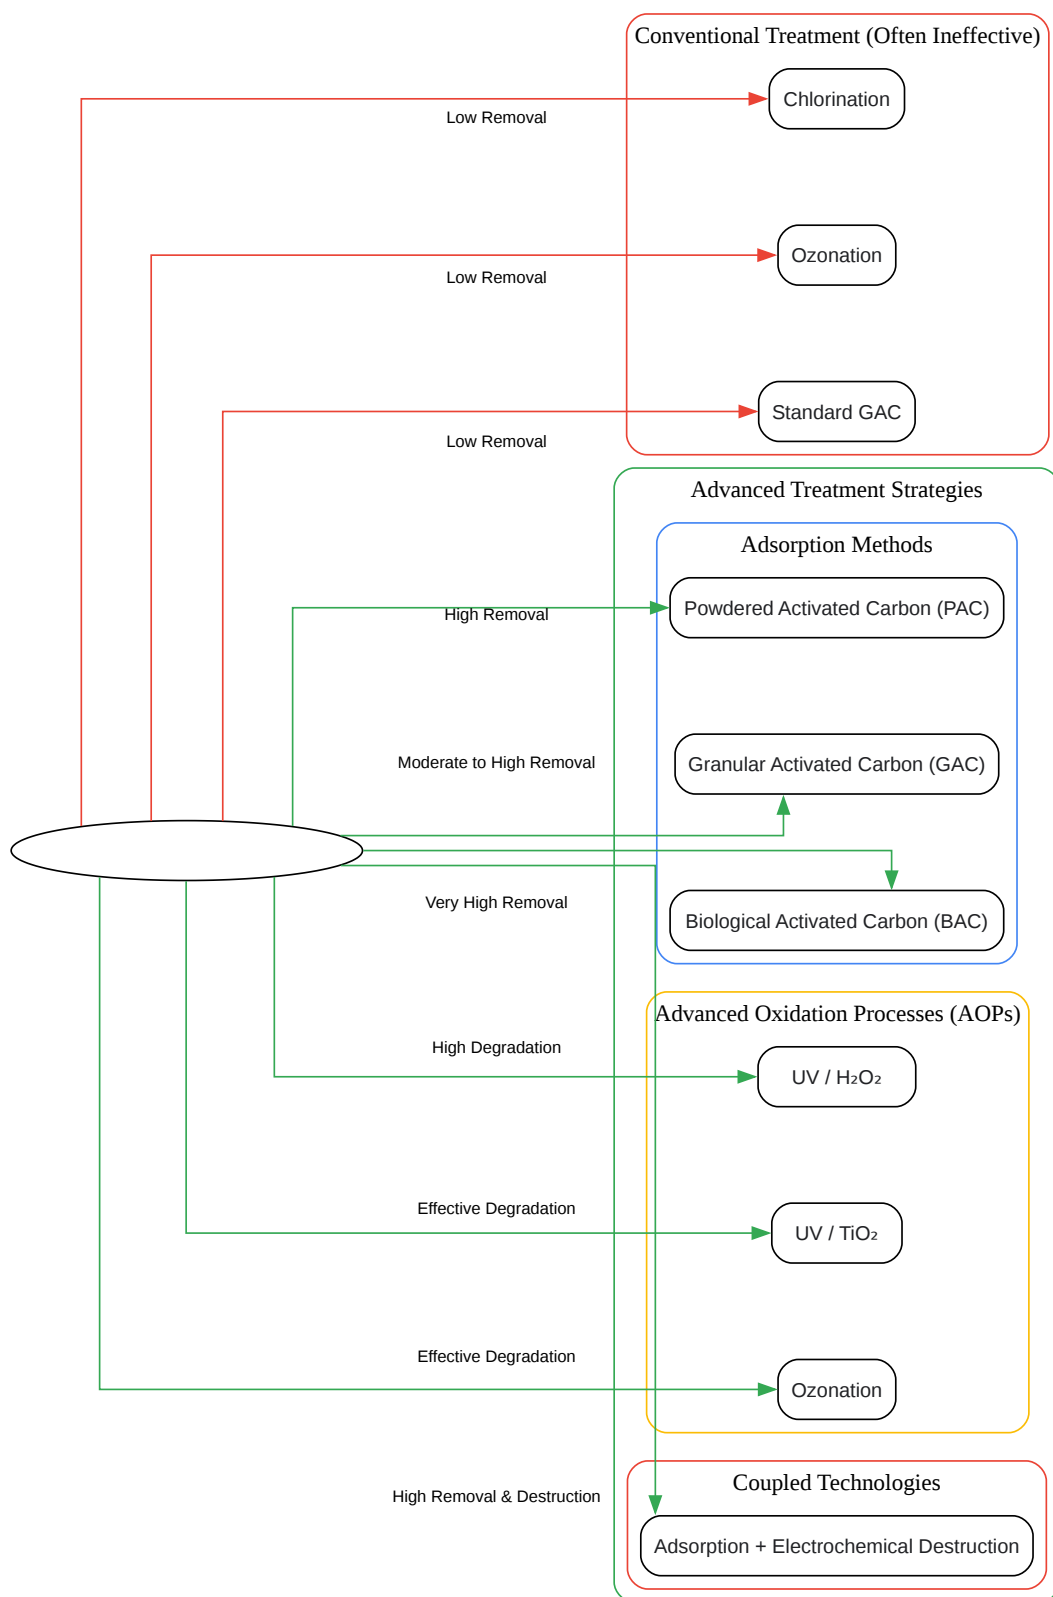 Conventional Treatment (Often Ineffective)
Chlorination
Low Removal
Ozonation
Low Removal
Standard GAC
Low Removal
Advanced Treatment Strategies
Adsorption Methods
High Removal
Powdered Activated Carbon (PAC)
Moderate to High Removal
Granular Activated Carbon (GAC)
Very High Removal
Biological Activated Carbon (BAC)
Advanced Oxidation Processes (AOPs)
High Degradation
UV / H₂O₂
Effective Degradation
UV / TiO₂
Effective Degradation
Ozonation
Coupled Technologies
High Removal & Destruction
Adsorption + Electrochemical Destruction